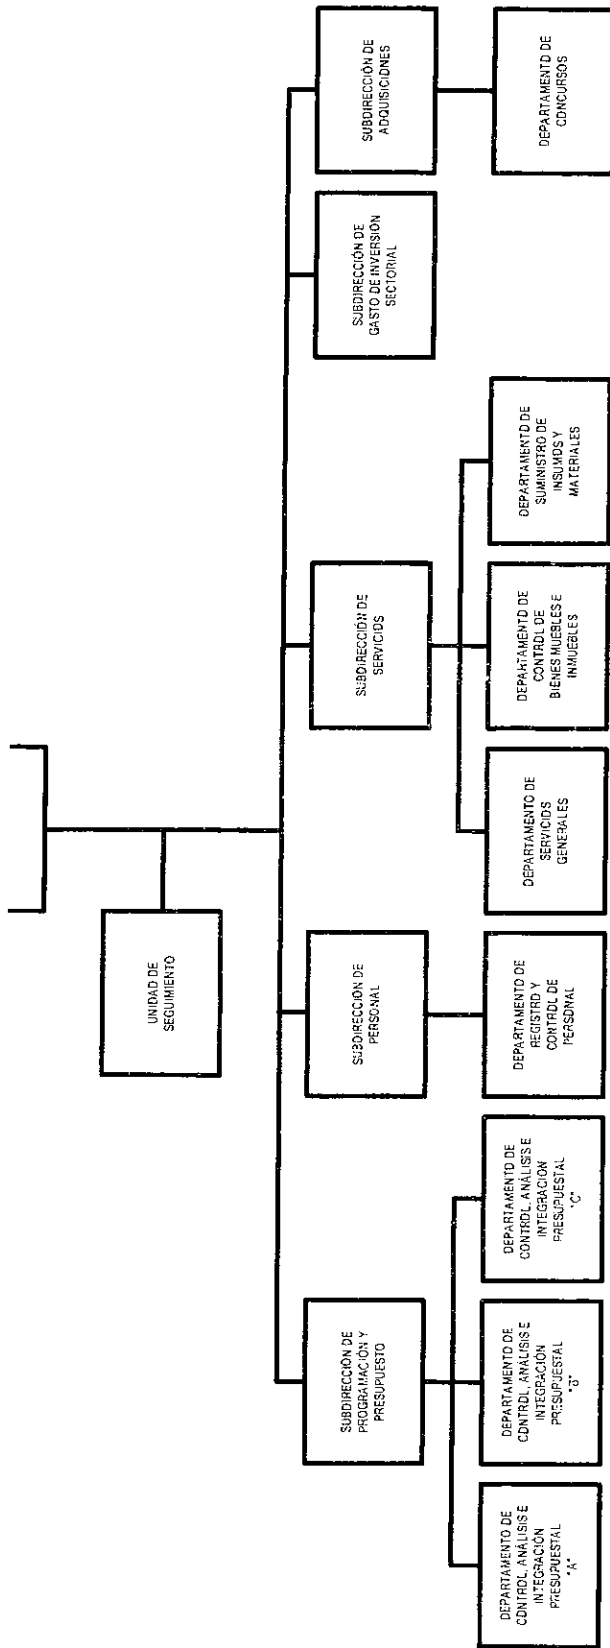 UNIDAD DE
SEGUIMIENTO
SUBDIRECCIÓN DE
PROGRAMACIÓN Y
PRESUPUESTO
SUBDIRECCIÓN DE
PERSONAL
SUBDIRECCIÓN DE
SERVICIOS
SUBDIRECCIÓN DE
GASTO DE INVERSIÓN
SECTORIAL
SUBDIRECCIÓN DE
ADQUISICIONES
DEPARTAMENTO DE
CONTROL, ANÁLISIS E
INTEGRACIÓN
PRESUPUESTAL
"A"
DEPARTAMENTO DE
CONTROL, ANÁLISIS E
INTEGRACIÓN
PRESUPUESTAL
"B"
DEPARTAMENTO DE
CONTROL, ANÁLISIS E
INTEGRACIÓN
PRESUPUESTAL
"C"
DEPARTAMENTO DE
REGISTRO Y
CONTROL DE
PERSONAL
DEPARTAMENTO DE
SERVICIOS
GENERALES
DEPARTAMENTO DE
CONTROL DE
BIENES MUEBLES E
INMUEBLES
DEPARTAMENTO DE
SUMINISTRO DE
INSUMOS Y
MATERIALES
DEPARTAMENTO DE
CONCURSOS